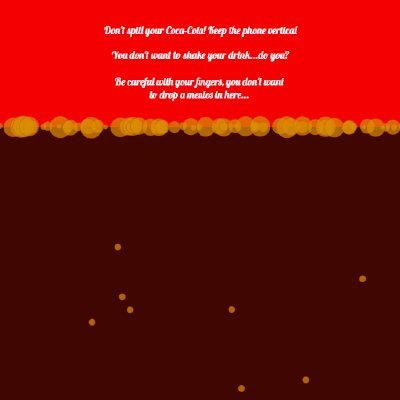 Don't spill your Coca-Cola! Keep the phone vertical
You don't want to shake your drink...do you?
Be careful with your fingers, you don't want
to drop a mentos in here...